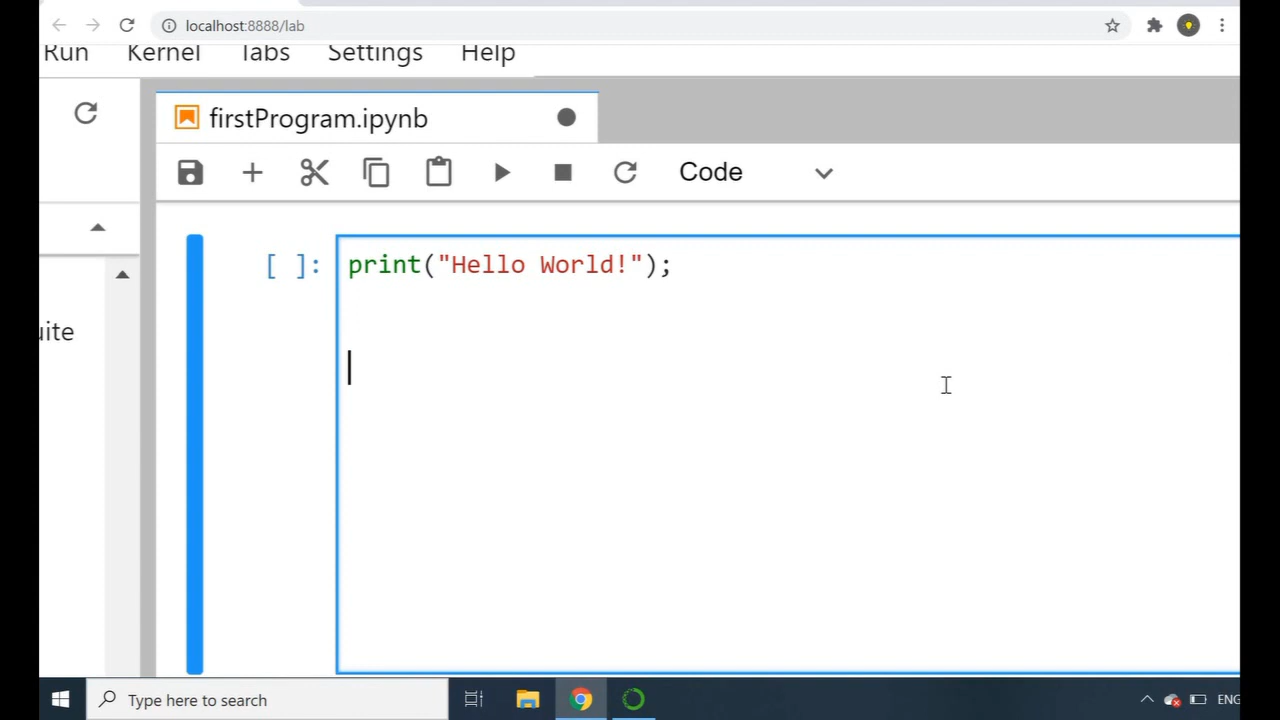 localhost:8888/lab
Run Kernel Tabs Settings Help
firstProgram.ipynb
Code
[ ]: print("Hello World!");
uite
Type here to search
ENG